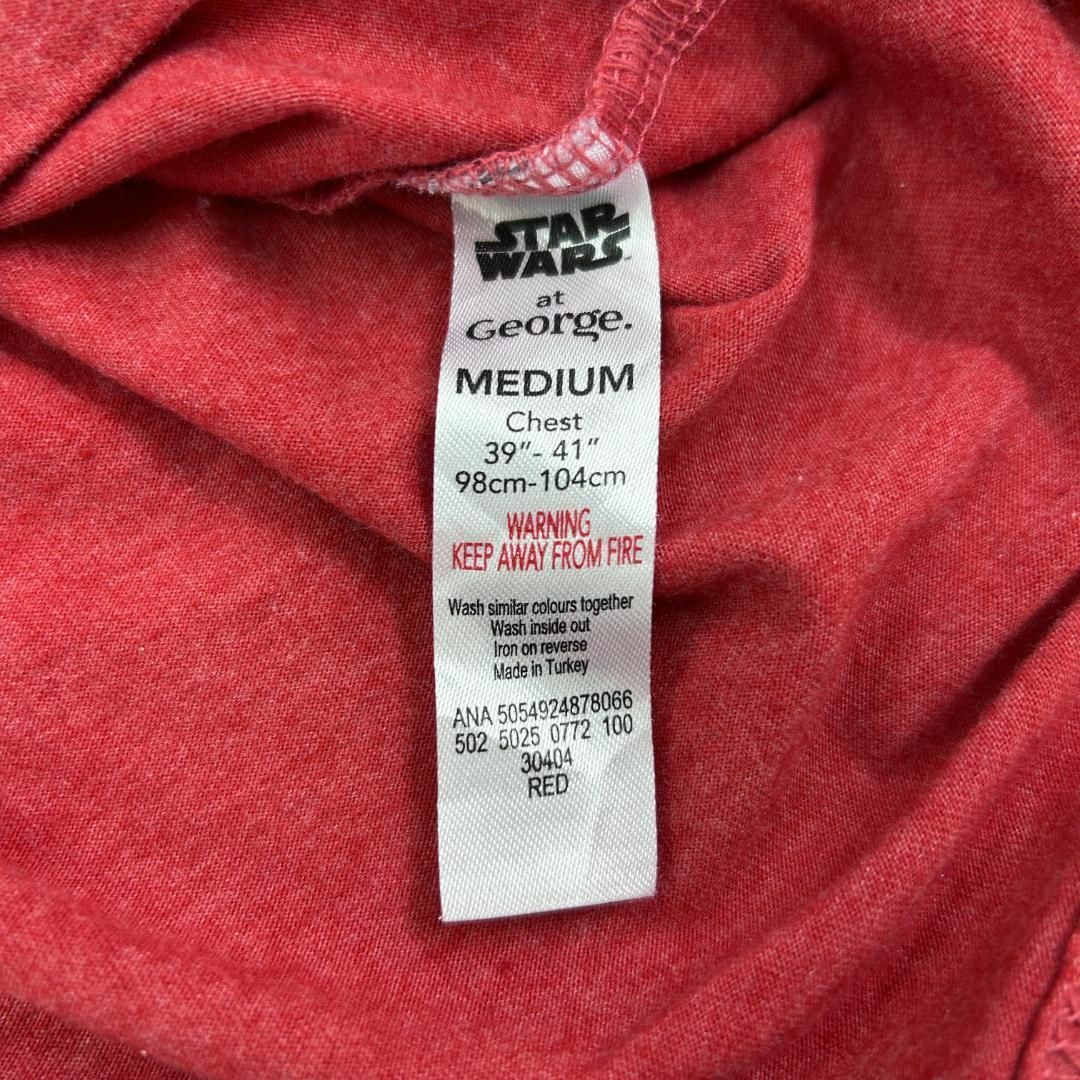 STAR
WARS
at
George.
MEDIUM
Chest
39”- 41”
98cm-104cm
WARNING
KEEP AWAY FROM FIRE
Wash similar colours together
Wash inside out
Iron on reverse
Made in Turkey
ANA 5054924878066
502 5025 0772 100
30404
RED